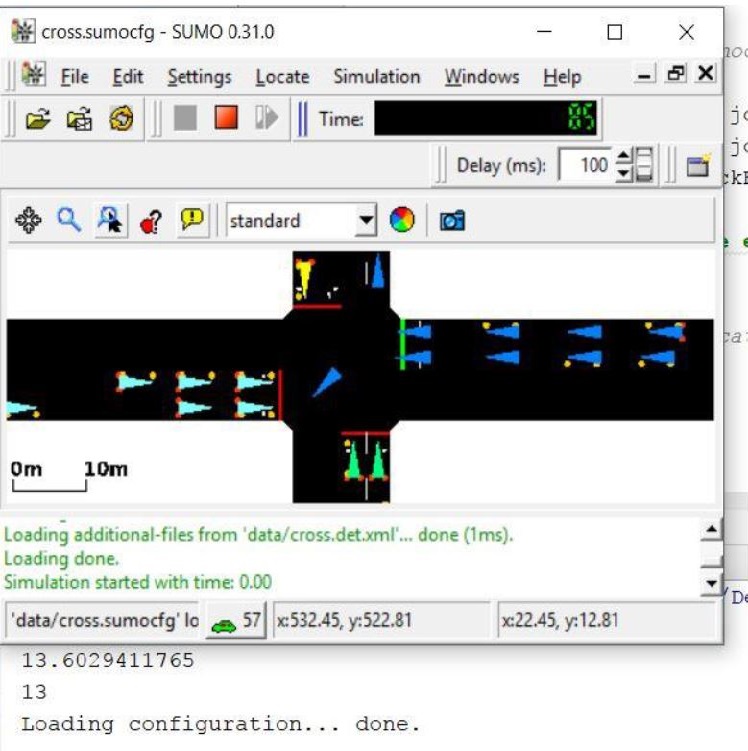 cross.sumocfg - SUMO 0.31.0
File Edit Settings Locate Simulation Windows Help
Time: 85
Delay (ms): 100
standard
0m 10m
Loading additional-files from 'data/cross.det.xml'... done (1ms).
Loading done.
Simulation started with time: 0.00
'data/cross.sumocfg' lo 57 x:532.45, y:522.81 x:22.45, y:12.81
13.6029411765
13
Loading configuration... done.